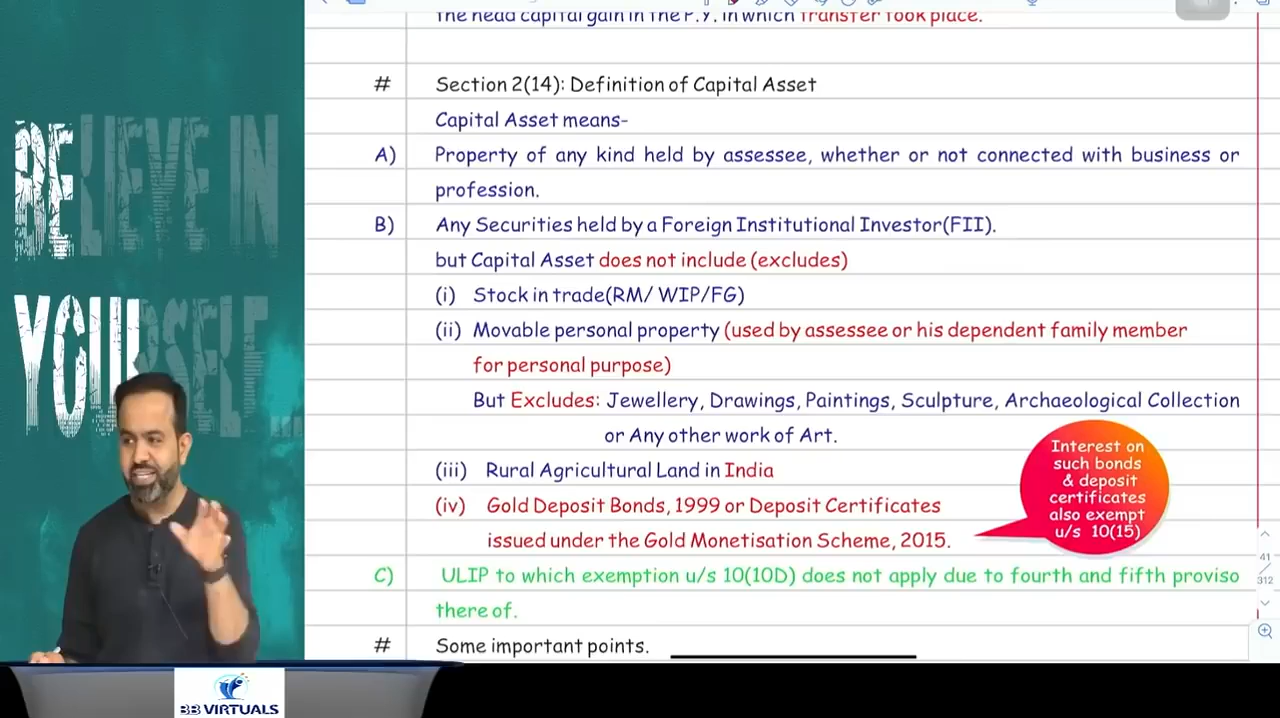 the head capital gain in the P.Y. in which transfer took place.
# Section 2(14): Definition of Capital Asset
Capital Asset means-
A) Property of any kind held by assessee, whether or not connected with business or
profession.
B) Any Securities held by a Foreign Institutional Investor(FII).
but Capital Asset does not include (excludes)
(i) Stock in trade(RM/ WIP/FG)
(ii) Movable personal property (used by assessee or his dependent family member
for personal purpose)
But Excludes: Jewellery, Drawings, Paintings, Sculpture, Archaeological Collection
or Any other work of Art.
(iii) Rural Agricultural Land in India
(iv) Gold Deposit Bonds, 1999 or Deposit Certificates
issued under the Gold Monetisation Scheme, 2015.
Interest on
such bonds
& deposit
certificates
also exempt
u/s 10(15)
C) ULIP to which exemption u/s 10(10D) does not apply due to fourth and fifth proviso
there of.
# Some important points.
41
312
BELIEVE IN
YOURSELF...
BB VIRTUALS